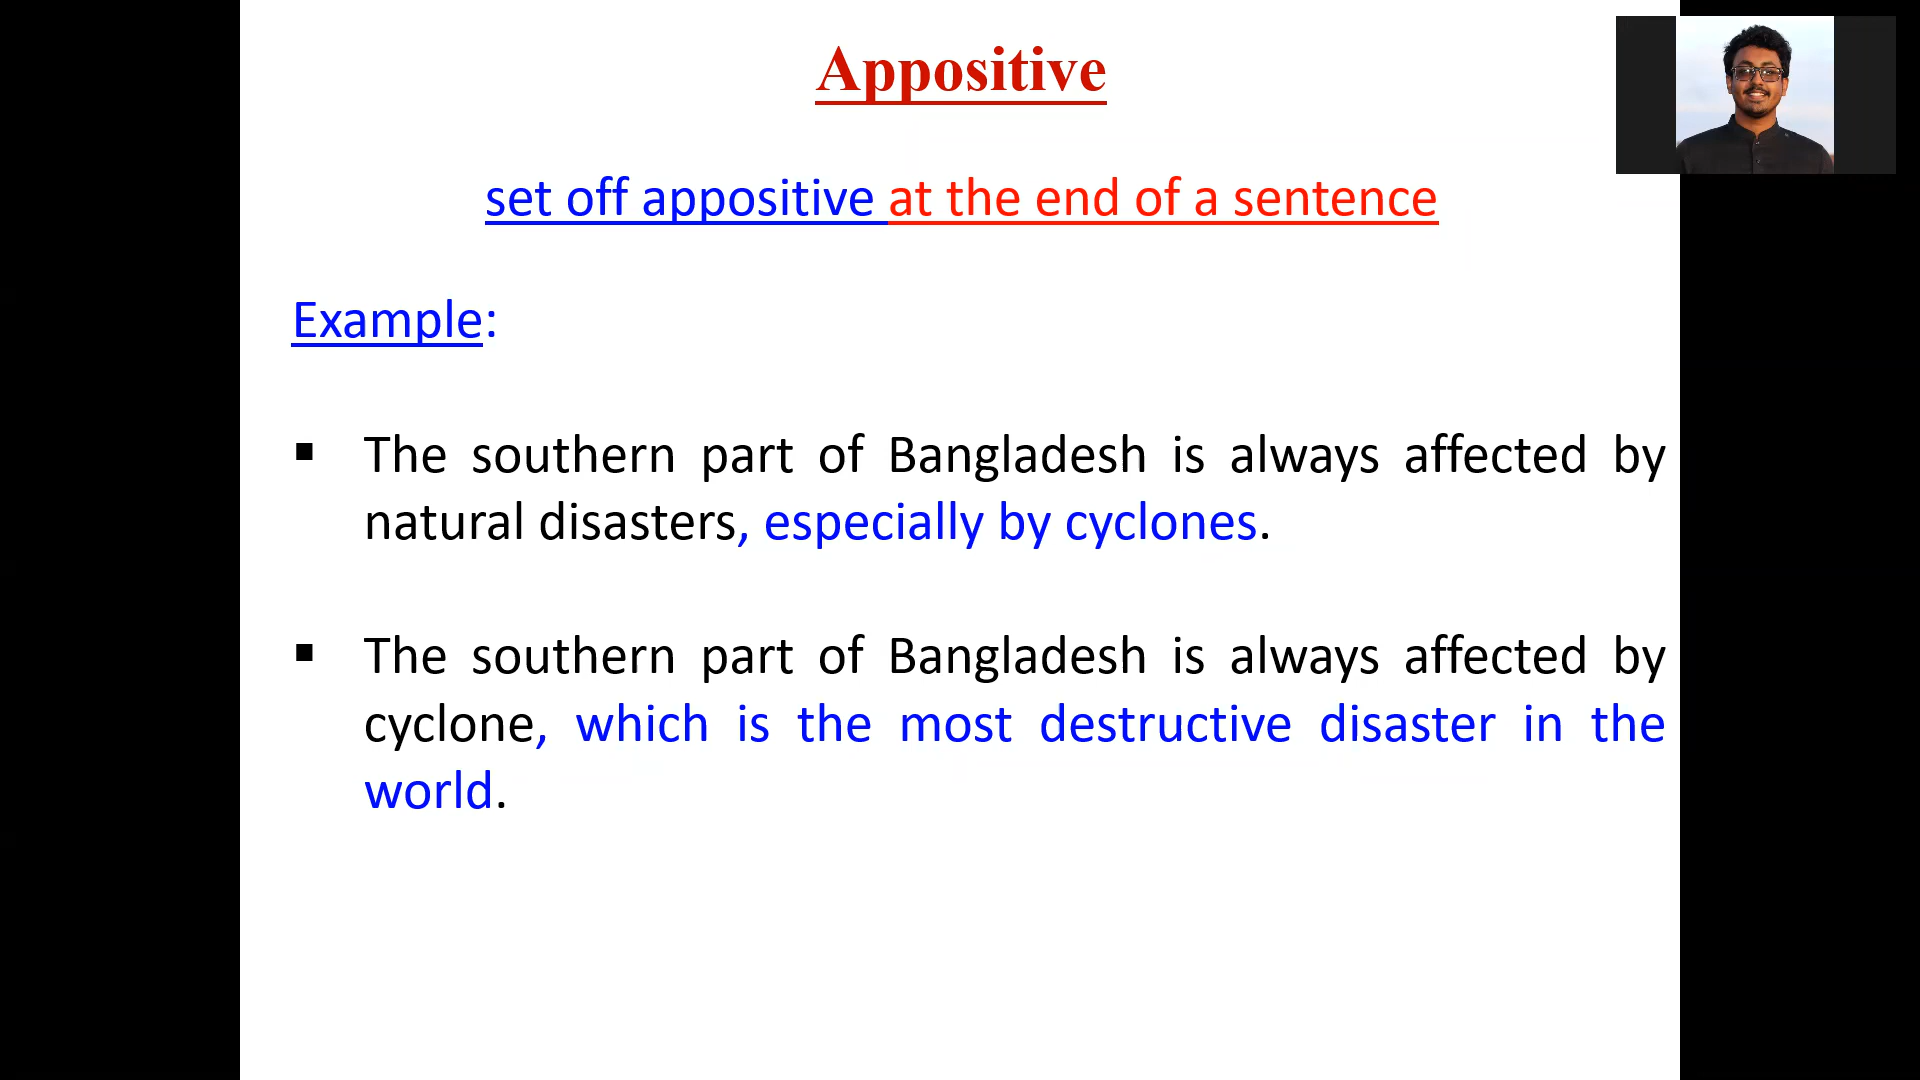 Appositive
set off appositive at the end of a sentence
Example:
▪ The southern part of Bangladesh is always affected by
natural disasters, especially by cyclones.
▪ The southern part of Bangladesh is always affected by
cyclone, which is the most destructive disaster in the
world.